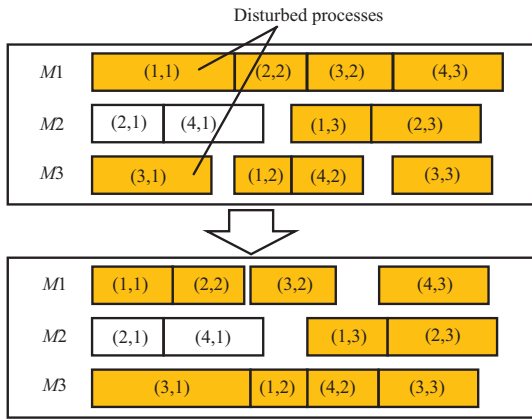 Disturbed processes
M1 (1,1) (2,2) (3,2) (4,3)
M2 (2,1) (4,1) (1,3) (2,3)
M3 (3,1) (1,2) (4,2) (3,3)
M1 (1,1) (2,2) (3,2) (4,3)
M2 (2,1) (4,1) (1,3) (2,3)
M3 (3,1) (1,2) (4,2) (3,3)